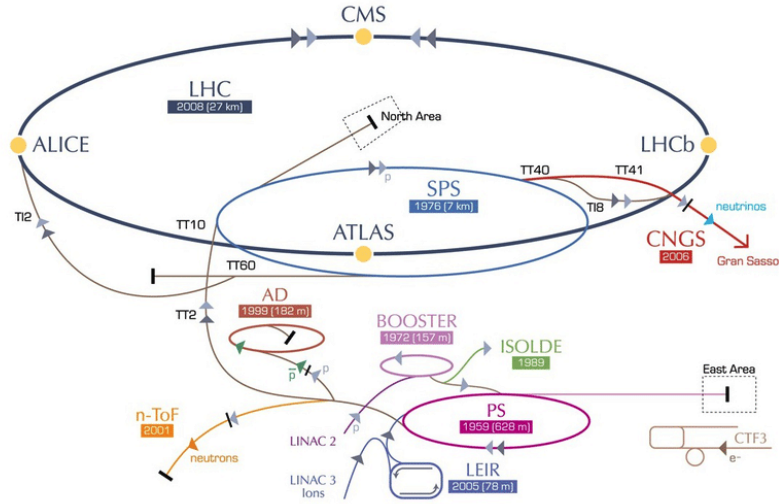 CMS
LHC
2008 (27 km)
North Area
ALICE
LHCb
TT40
TT41
SPS
1976 (7 km)
p
TI8
TI2
TT10
ATLAS
neutrinos
CNGS
2006
Gran Sasso
TT60
AD
1999 (182 m)
TT2
BOOSTER
1972 (157 m)
ISOLDE
1989
p̅
p
East Area
n-ToF
2001
PS
1959 (628 m)
p
LINAC 2
neutrons
CTF3
e-
LINAC 3
Ions
LEIR
2005 (78 m)